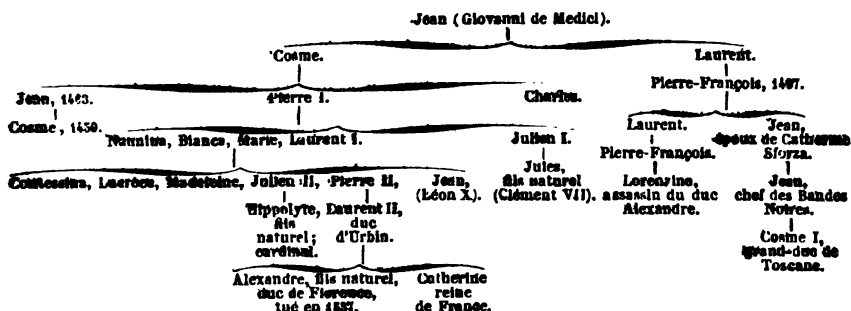 Jean (Giovanni de Medici).
Cosme. Laurent.
Jean, 1463. Pierre I. Charles. Pierre-François, 1467.
Cosme, 1459.
Nannina, Bianca, Marie, Laurent I. Julien I. Laurent. Jean,
époux de Catherine
Sforza.
Contessina, Lucrèce, Madeleine, Julien II, Pierre II, Jean,
(Léon X.)
Jules,
fils naturel
(Clément VII).
Pierre-François.
Lorenzino,
assassin du duc
Alexandre.
Jean,
chef des Bandes
Noires.
Cosme I,
grand-duc de
Toscane.
Hippolyte,
fils
naturel;
cardinal.
Laurent II,
duc
d'Urbin.
Alexandre, fils naturel,
duc de Florence,
tué en 1537.
Catherine
reine
de France.